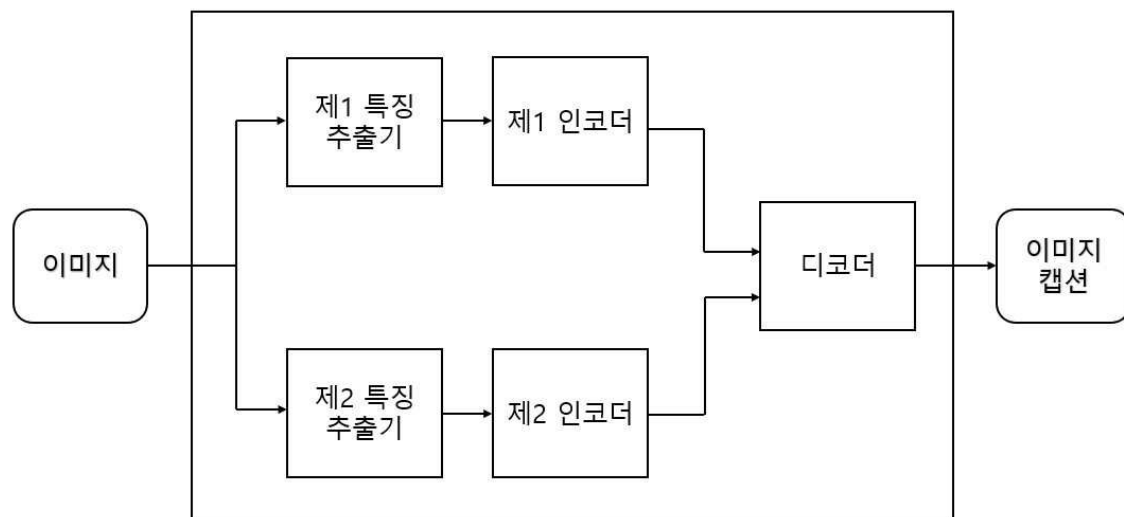 제1 특징
추출기
제1 인코더
이미지
디코더
이미지
캡션
제2 특징
추출기
제2 인코더